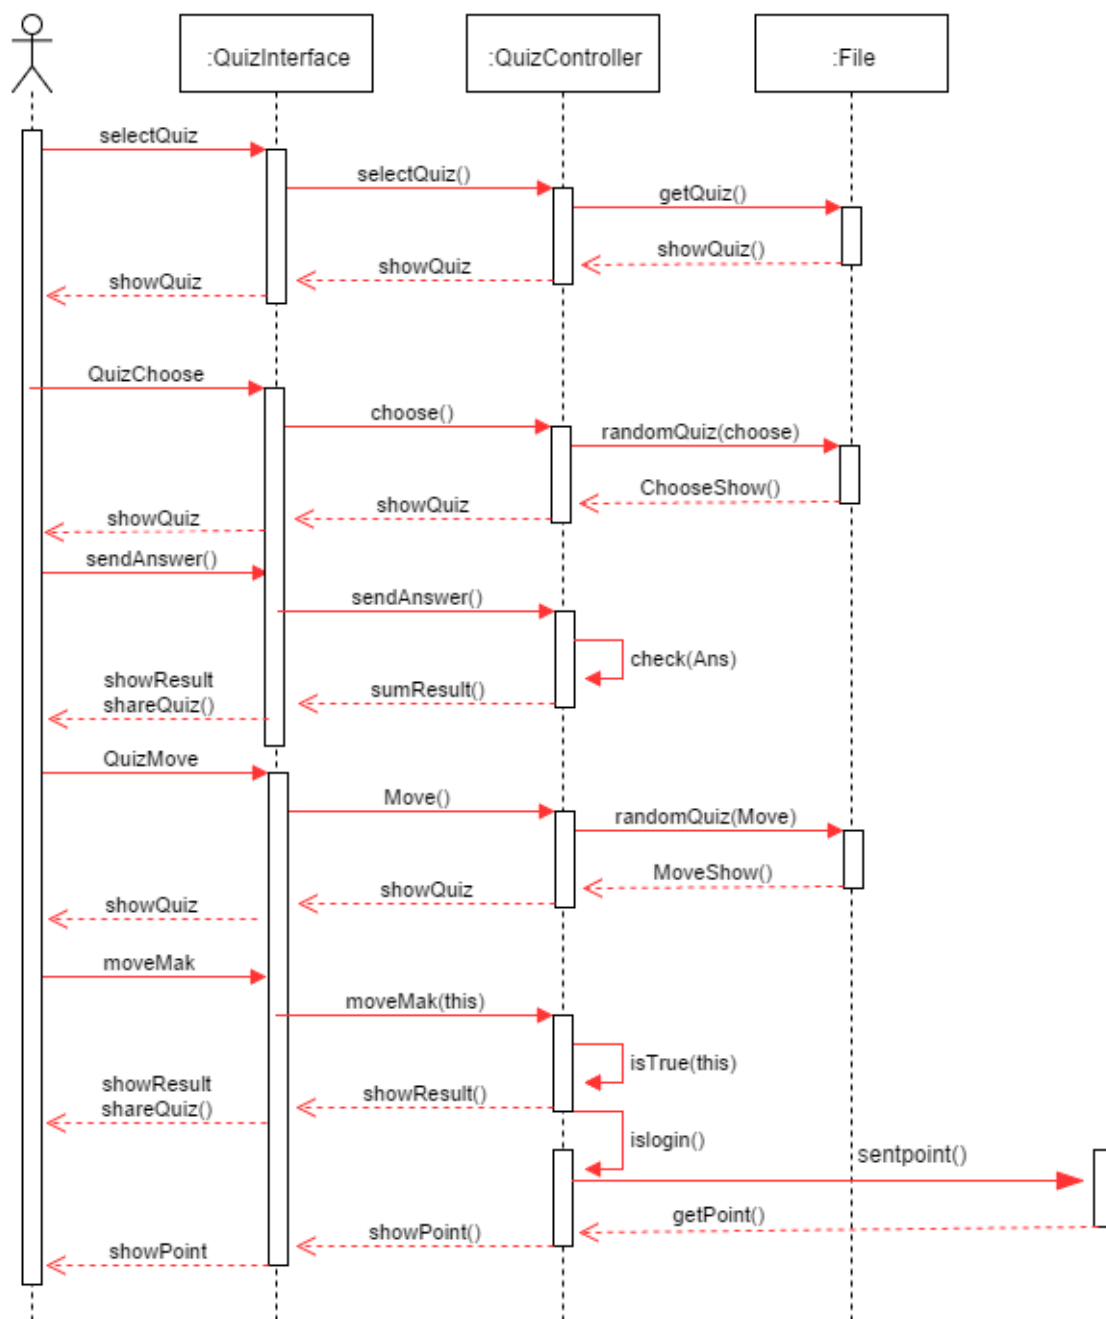 :QuizInterface
:QuizController
:File
selectQuiz
selectQuiz()
getQuiz()
showQuiz()
showQuiz
showQuiz
QuizChoose
choose()
randomQuiz(choose)
ChooseShow()
showQuiz
showQuiz
sendAnswer()
sendAnswer()
check(Ans)
sumResult()
showResult
shareQuiz()
QuizMove
Move()
randomQuiz(Move)
MoveShow()
showQuiz
showQuiz
moveMak
moveMak(this)
isTrue(this)
showResult()
showResult
shareQuiz()
islogin()
sentpoint()
getPoint()
showPoint()
showPoint